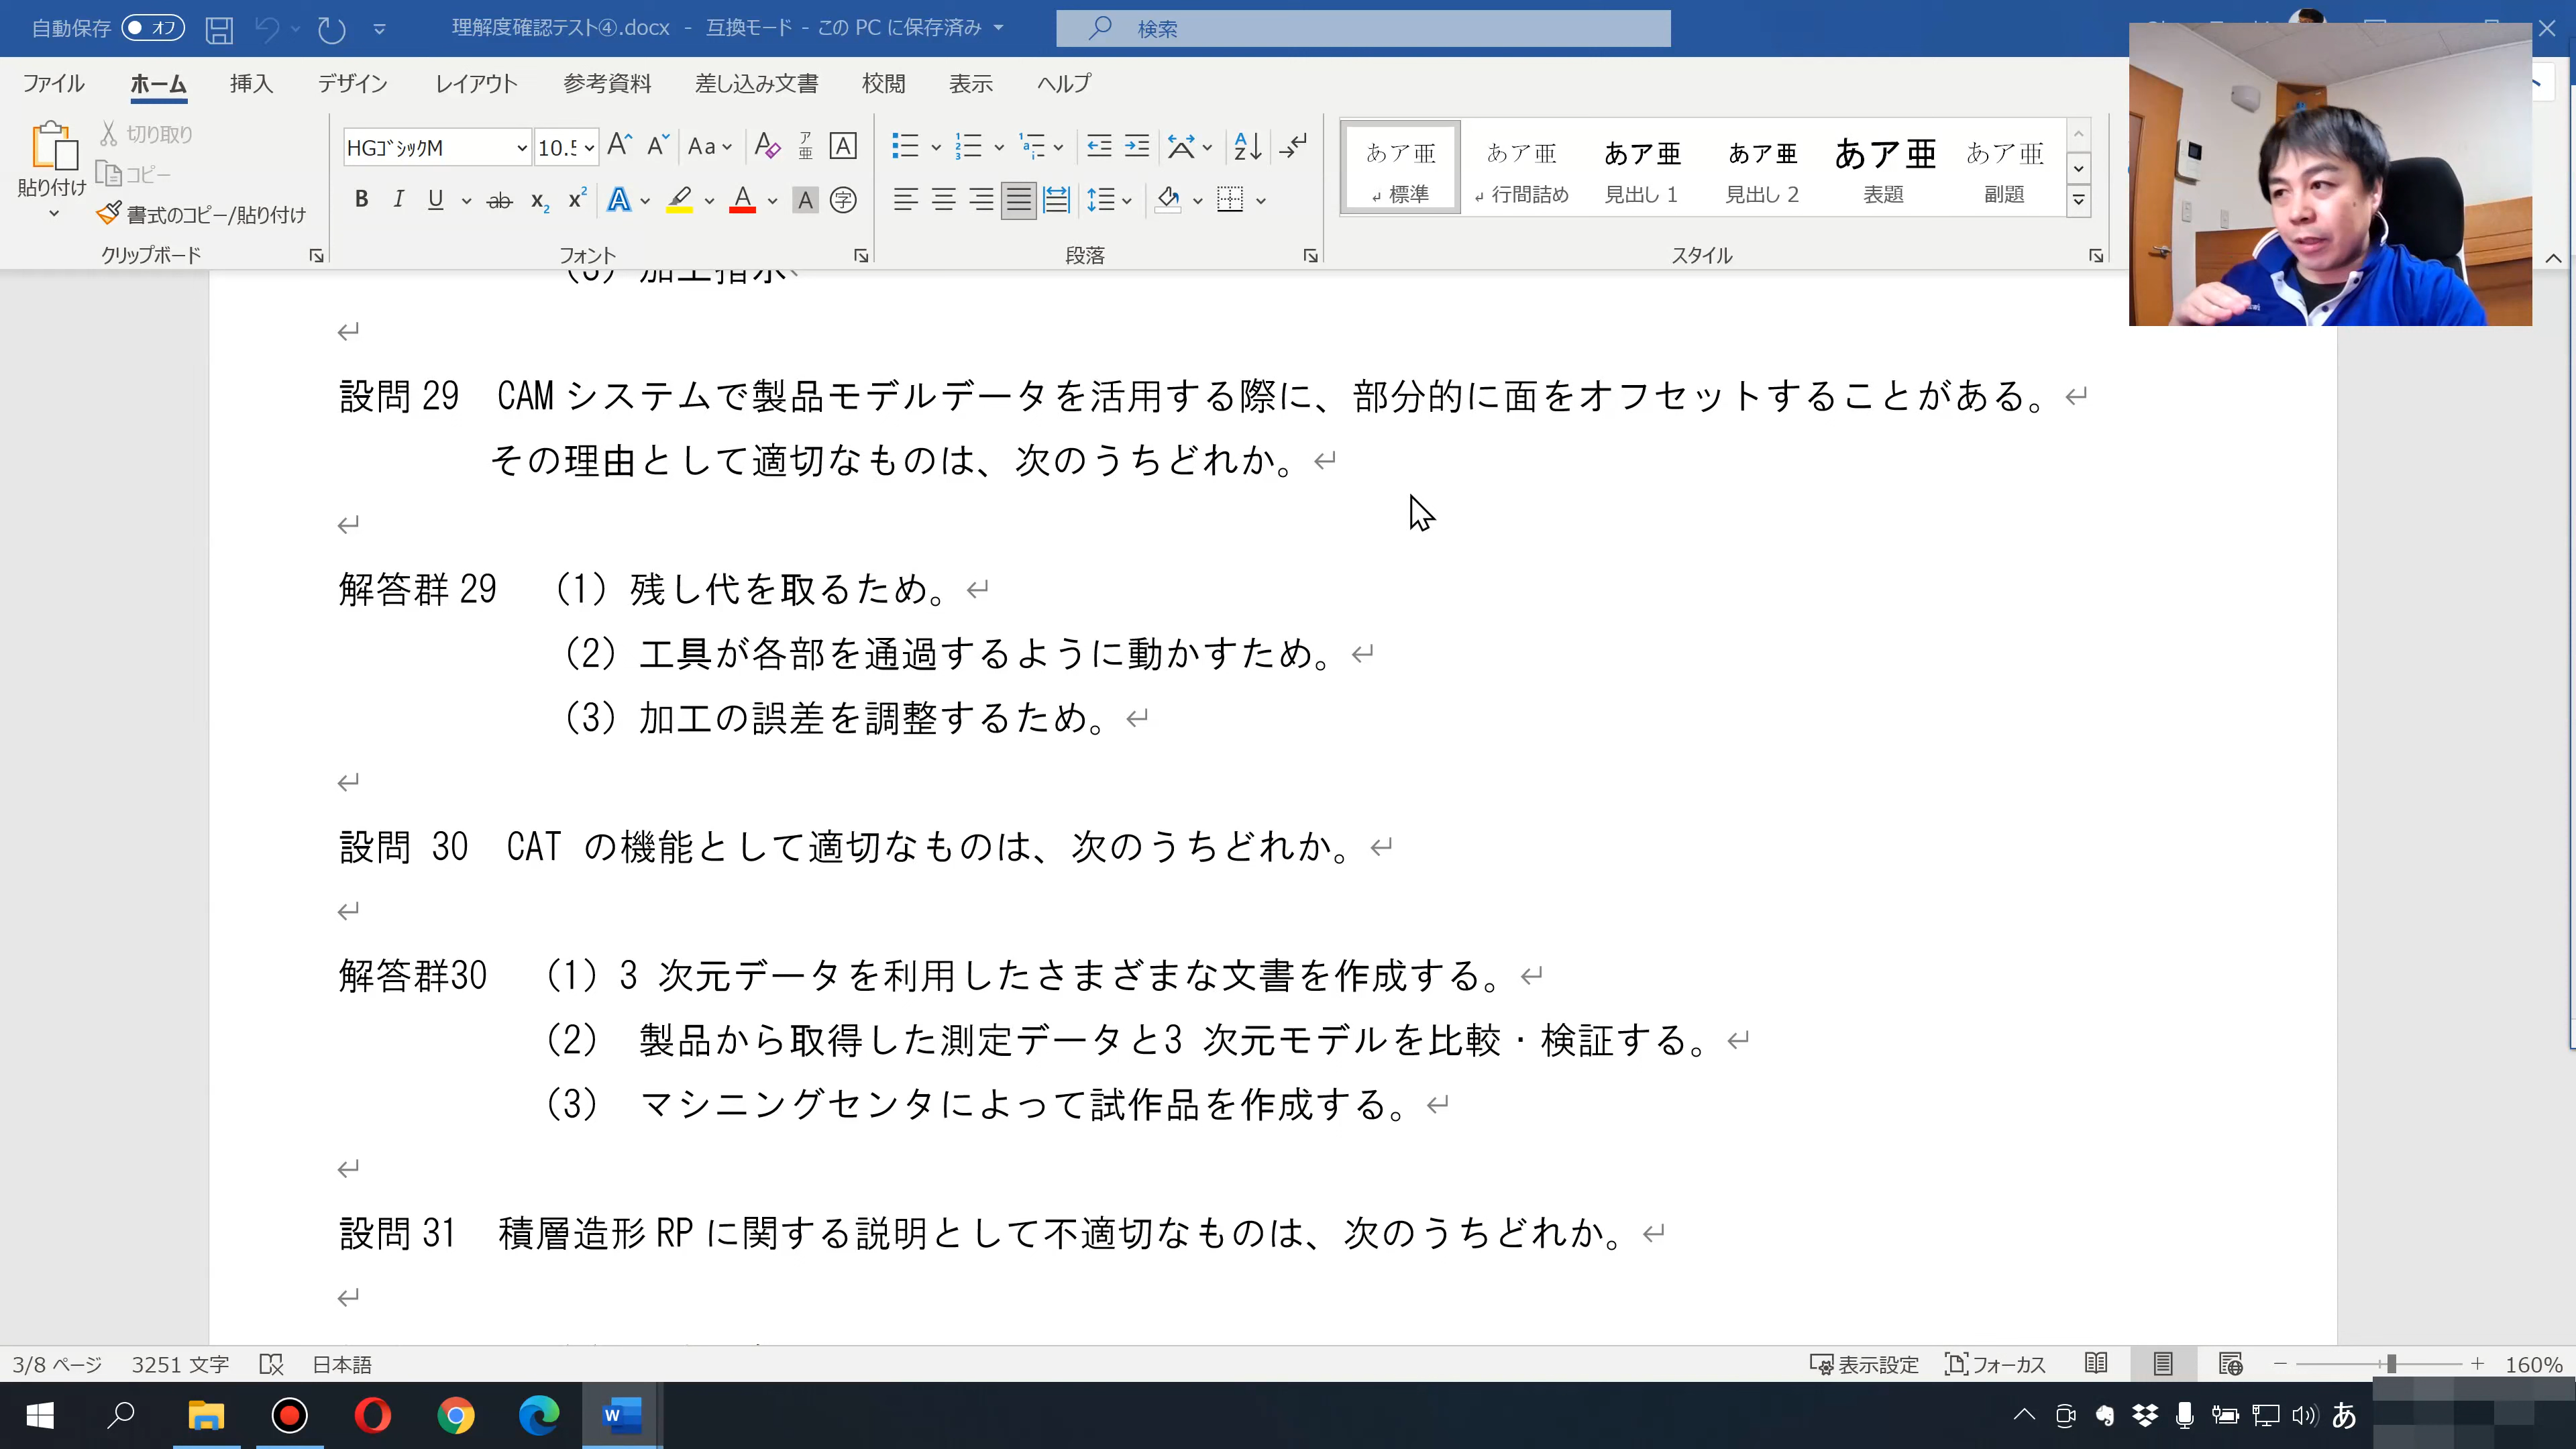 自動保存 オフ 理解度確認テスト④.docx - 互換モード - この PC に保存済み 検索
ファイル ホーム 挿入 デザイン レイアウト 参考資料 差し込み文書 校閲 表示 ヘルプ
貼り付け
切り取り
コピー
書式のコピー/貼り付け
クリップボード
HGｺﾞｼｯｸM 10.5
フォント
段落
あア亜 標準
あア亜 行間詰め
あア亜 見出し 1
あア亜 見出し 2
あア亜 表題
あア亜 副題
スタイル
(3) 加工指示
設問 29 CAM システムで製品モデルデータを活用する際に、部分的に面をオフセットすることがある。
その理由として適切なものは、次のうちどれか。
解答群 29 (1) 残し代を取るため。
(2) 工具が各部を通過するように動かすため。
(3) 加工の誤差を調整するため。
設問 30 CAT の機能として適切なものは、次のうちどれか。
解答群30 (1) 3 次元データを利用したさまざまな文書を作成する。
(2) 製品から取得した測定データと3 次元モデルを比較・検証する。
(3) マシニングセンタによって試作品を作成する。
設問 31 積層造形 RP に関する説明として不適切なものは、次のうちどれか。
3/8 ページ 3251 文字 日本語 表示設定 フォーカス 160%
あ